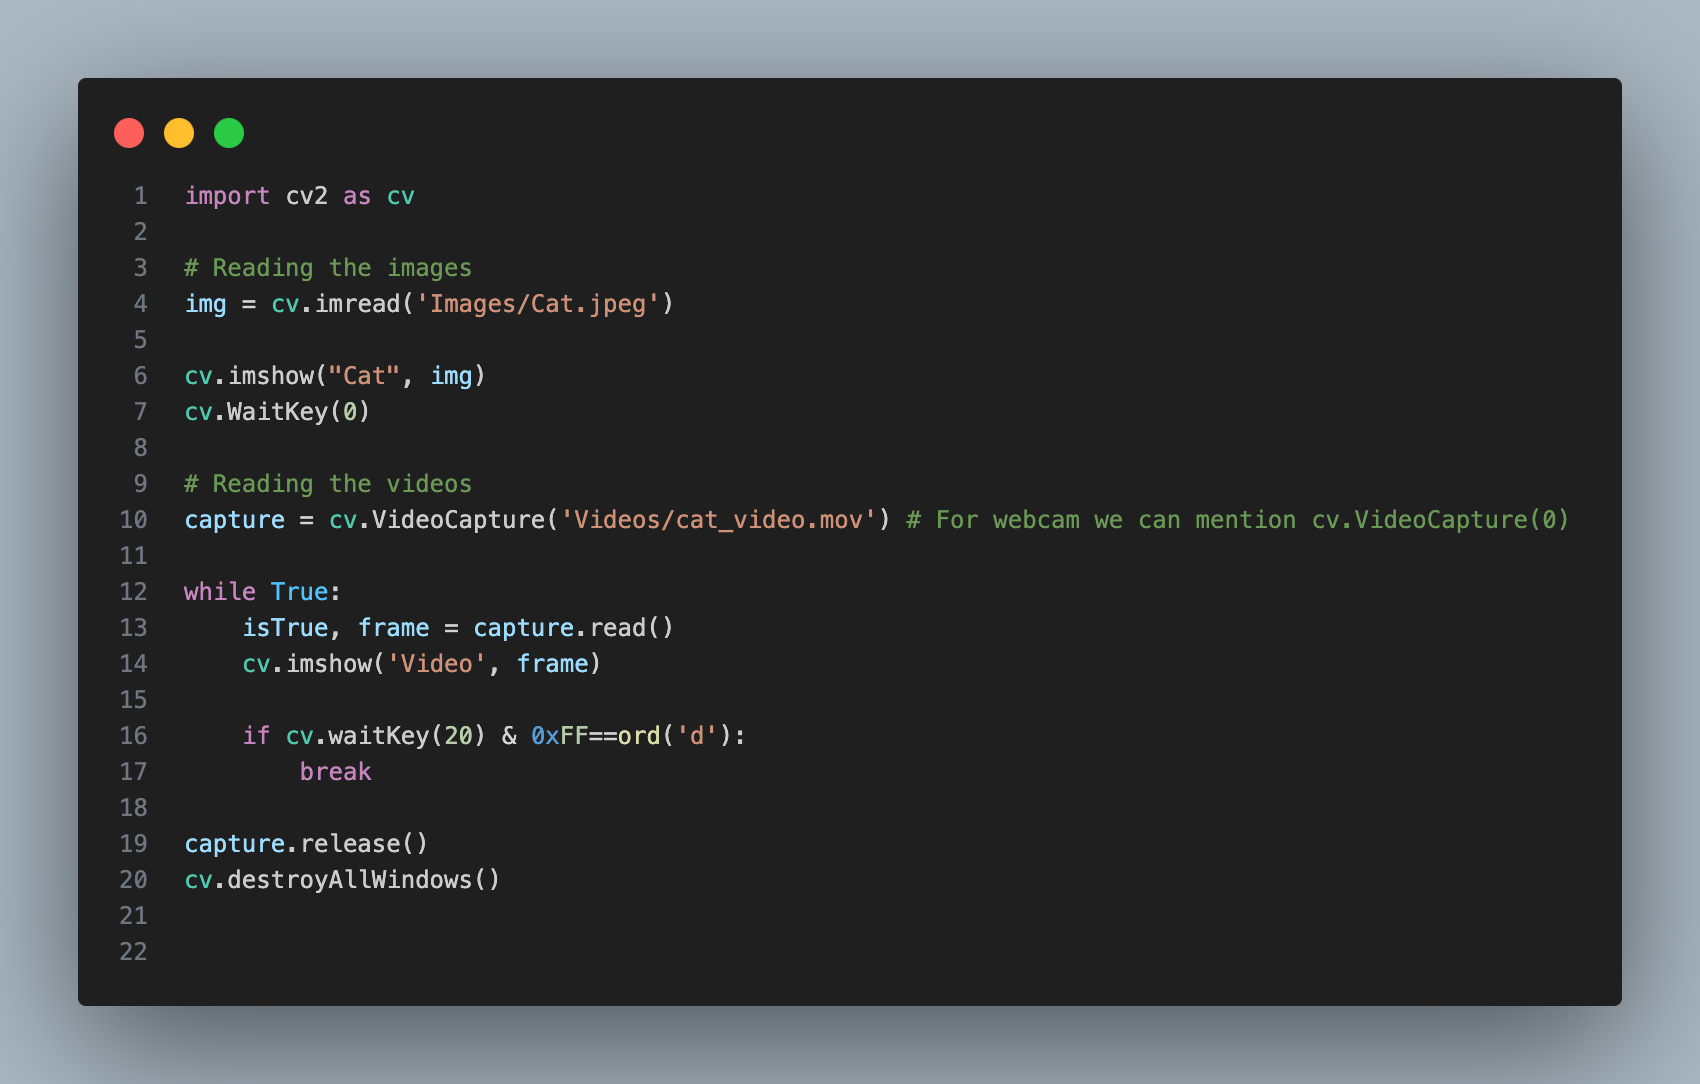 1 import cv2 as cv
2
3 # Reading the images
4 img = cv.imread('Images/Cat.jpeg')
5
6 cv.imshow("Cat", img)
7 cv.WaitKey(0)
8
9 # Reading the videos
10 capture = cv.VideoCapture('Videos/cat_video.mov') # For webcam we can mention cv.VideoCapture(0)
11
12 while True:
13     isTrue, frame = capture.read()
14     cv.imshow('Video', frame)
15
16     if cv.waitKey(20) & 0xFF==ord('d'):
17         break
18
19 capture.release()
20 cv.destroyAllWindows()
21
22